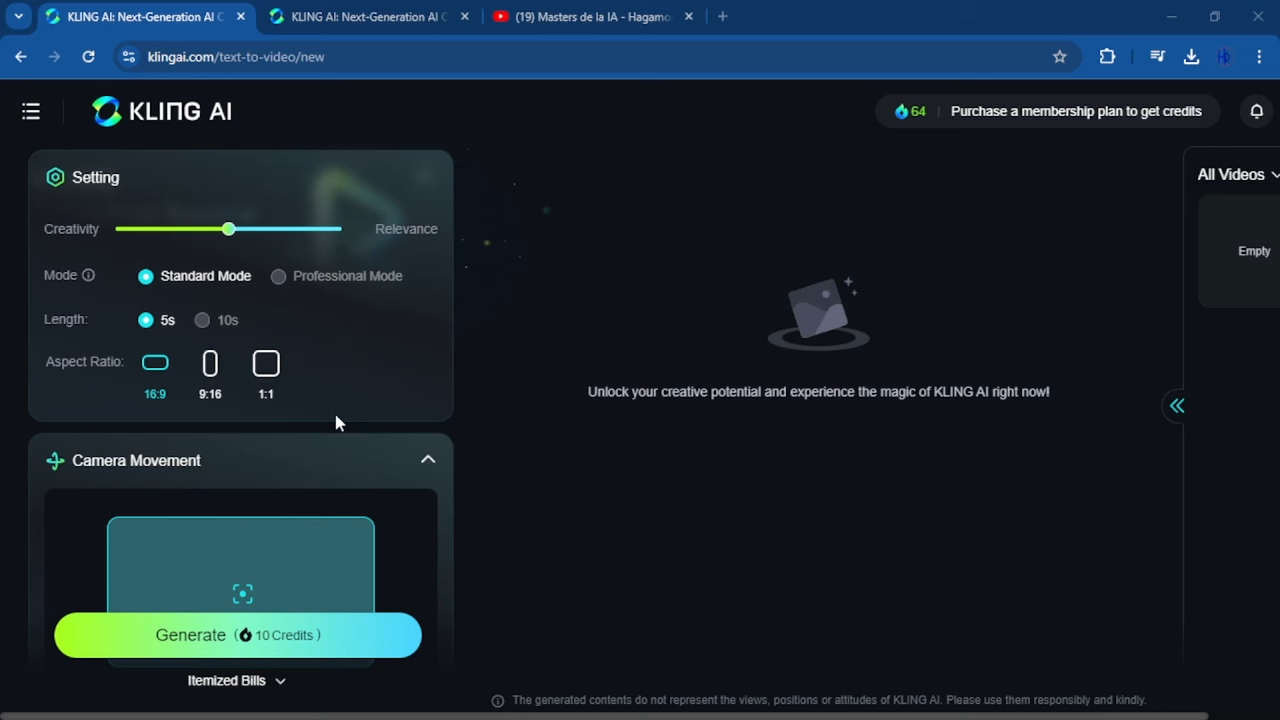 KLING AI: Next-Generation AI C
KLING AI: Next-Generation AI C
(19) Masters de la IA - Hagamo
klingai.com/text-to-video/new
KLING AI
64
Purchase a membership plan to get credits
Setting
All Videos
Creativity
Relevance
Empty
Mode
Standard Mode
Professional Mode
Length:
5s
10s
Aspect Ratio:
16:9
9:16
1:1
Unlock your creative potential and experience the magic of KLING AI right now!
Camera Movement
Generate ( 10 Credits )
Itemized Bills
The generated contents do not represent the views, positions or attitudes of KLING AI. Please use them responsibly and kindly.